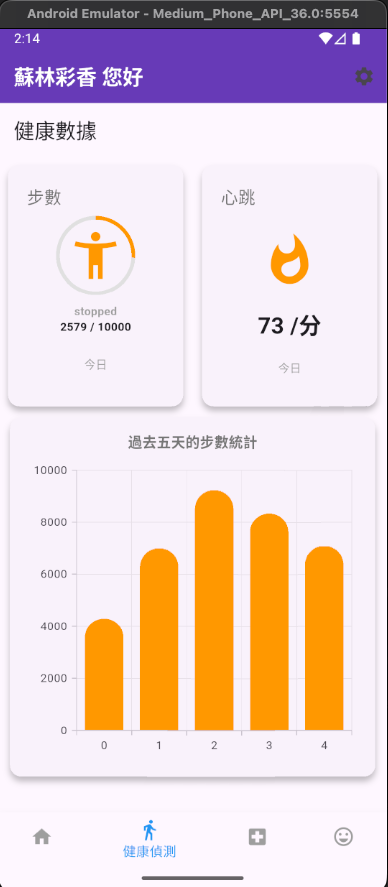 Android Emulator - Medium_Phone_API_36.0:5554
2:14
蘇林彩香 您好
健康數據
步數
stopped
2579 / 10000
今日
心跳
73 /分
今日
過去五天的步數統計
10000
8000
6000
4000
2000
0
0 1 2 3 4
健康偵測